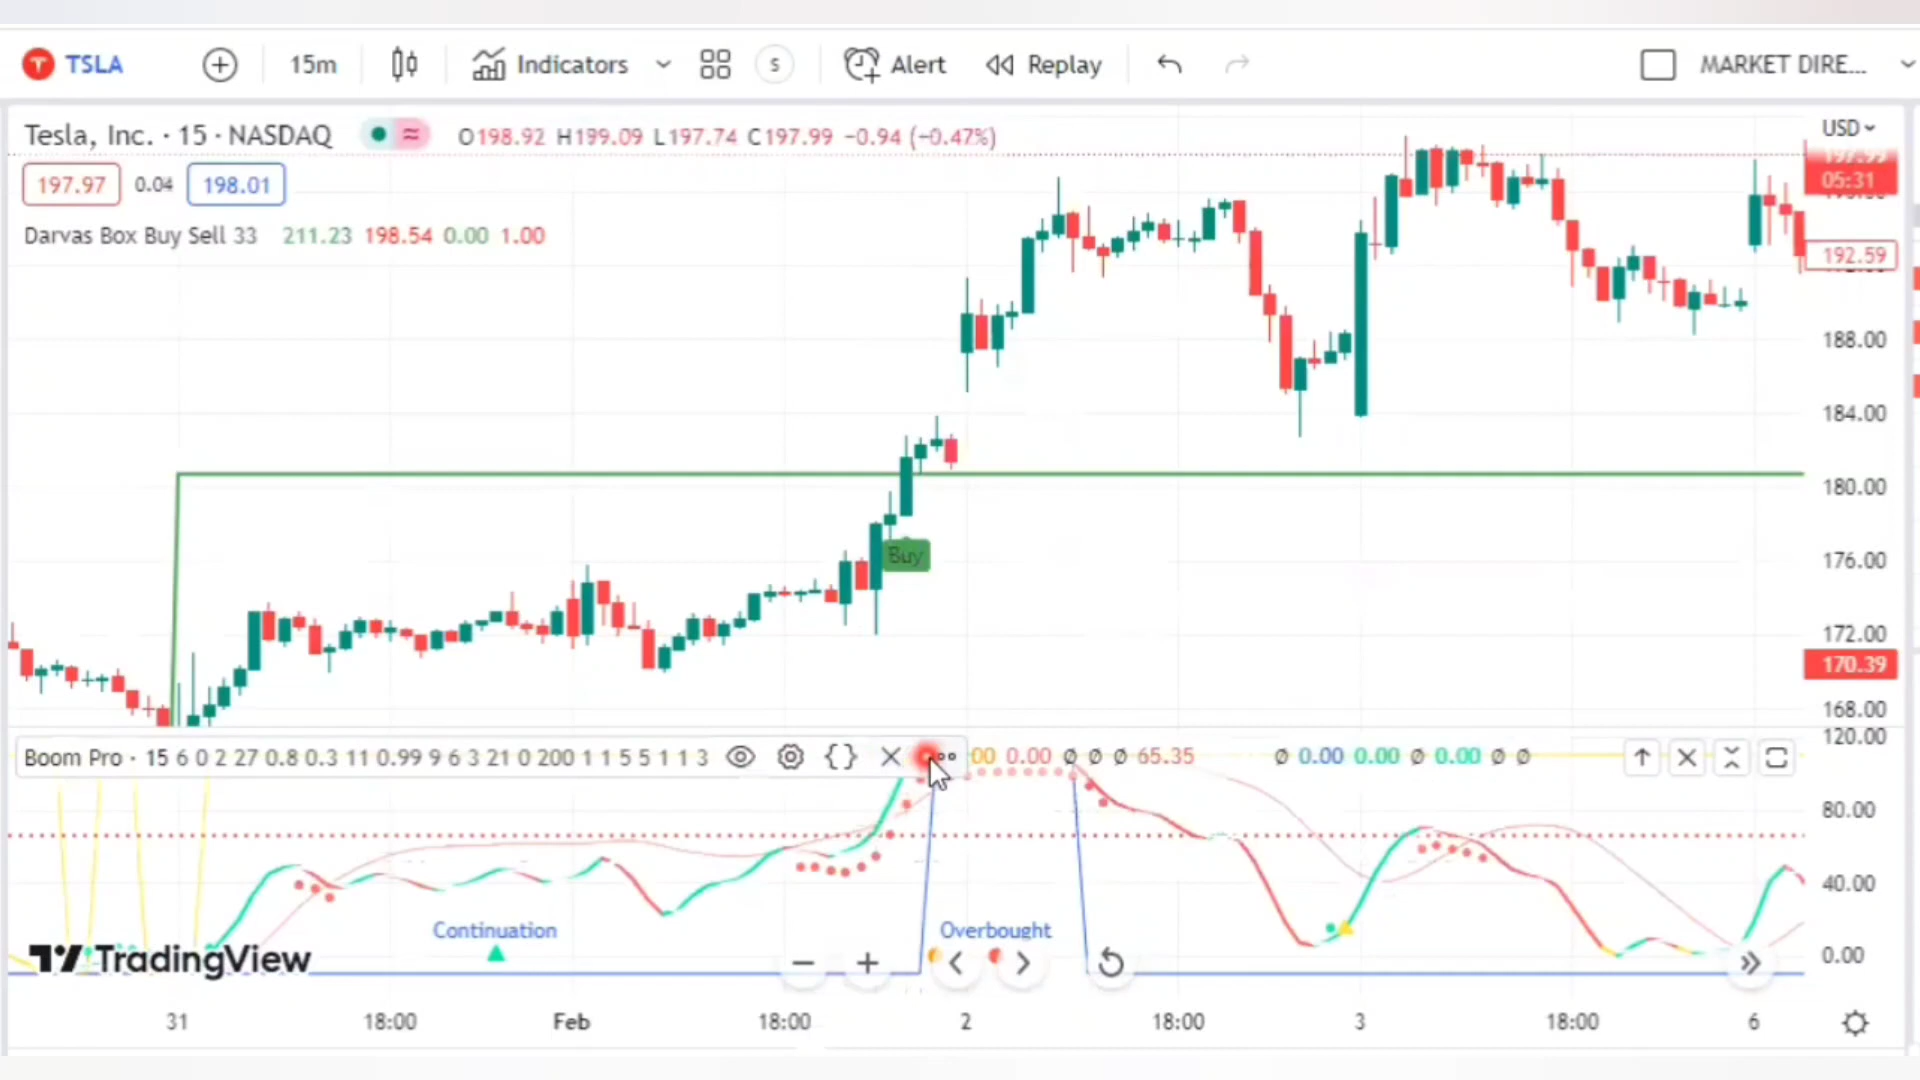 TSLA 15m Indicators S Alert Replay MARKET DIRE...
Tesla, Inc. · 15 · NASDAQ O198.92 H199.09 L197.74 C197.99 −0.94 (−0.47%) USD
197.99
05:31
197.97 0.04 198.01
Darvas Box Buy Sell 33 211.23 198.54 0.00 1.00
192.59
188.00
184.00
180.00
Buy
176.00
172.00
170.39
168.00
120.00
Boom Pro · 15 6 0 2 27 0.8 0.3 11 0.99 9 6 3 21 0 200 1 1 5 5 1 1 3 00 0.00 Ø Ø Ø 65.35 Ø 0.00 0.00 Ø 0.00 Ø Ø
80.00
40.00
Continuation Overbought
TradingView
0.00
31 18:00 Feb 18:00 2 18:00 3 18:00 6